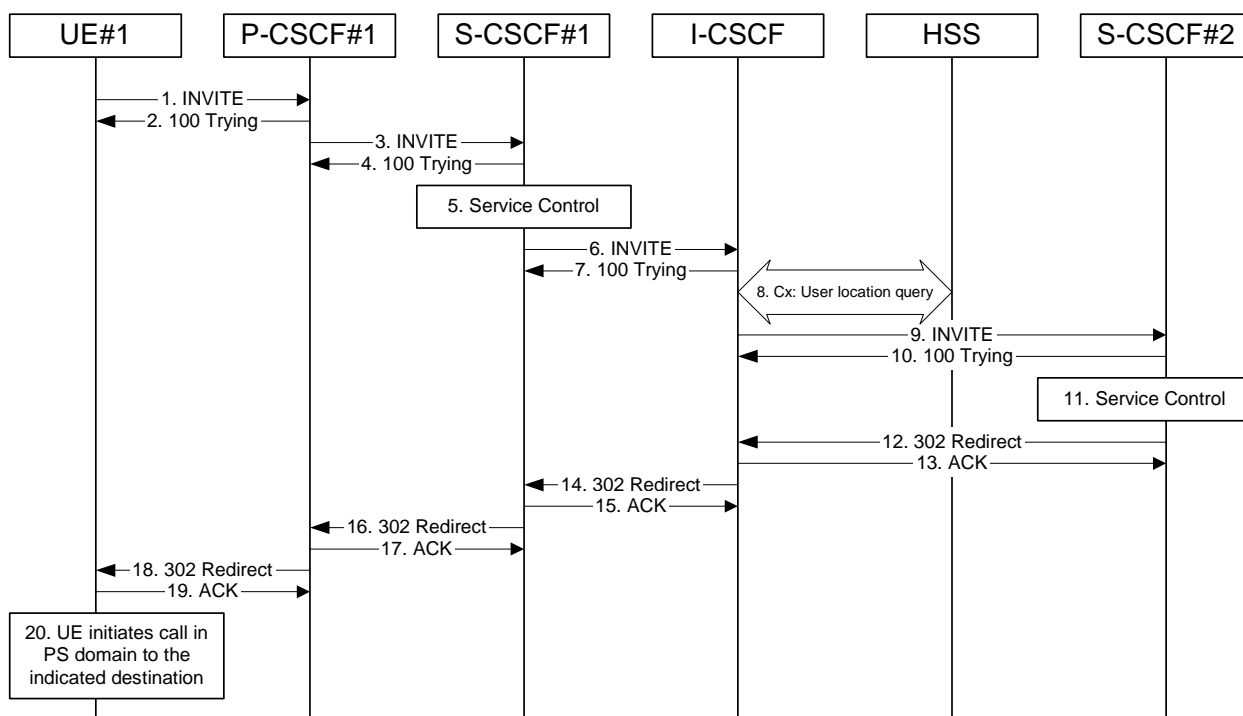 UE#1
P-CSCF#1
S-CSCF#1
I-CSCF
HSS
S-CSCF#2
1. INVITE
2. 100 Trying
3. INVITE
4. 100 Trying
5. Service Control
6. INVITE
7. 100 Trying
8. Cx: User location query
9. INVITE
10. 100 Trying
11. Service Control
12. 302 Redirect
13. ACK
14. 302 Redirect
15. ACK
16. 302 Redirect
17. ACK
18. 302 Redirect
19. ACK
20. UE initiates call in
PS domain to the
indicated destination